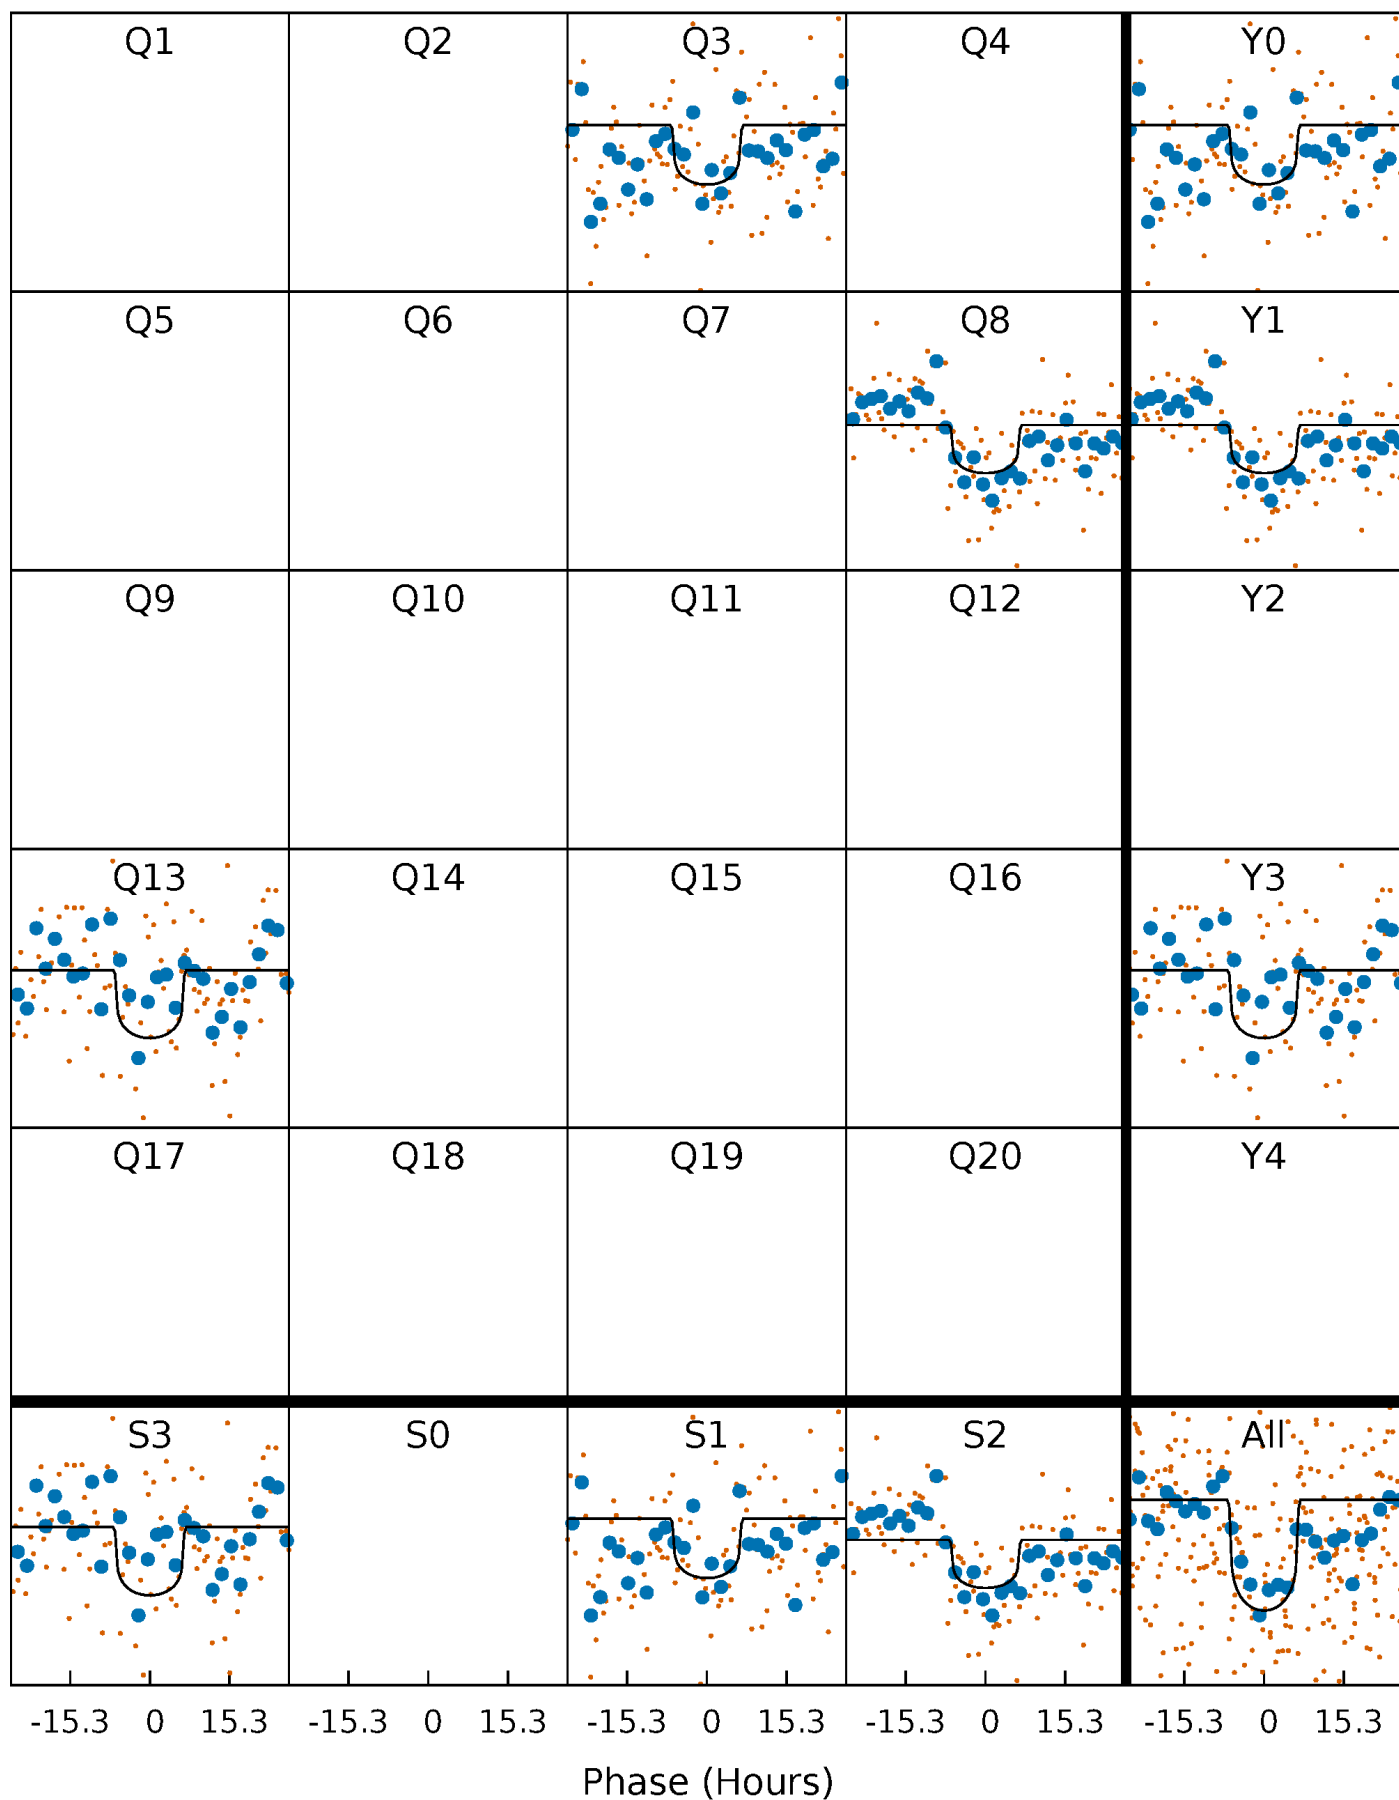 Q1 Q2 Q3 Q4 Y0
Q5 Q6 Q7 Q8 Y1
Q9 Q10 Q11 Q12 Y2
Q13 Q14 Q15 Q16 Y3
Q17 Q18 Q19 Q20 Y4
S3 S0 S1 S2 All
-15.3 0 15.3 -15.3 0 15.3 -15.3 0 15.3 -15.3 0 15.3 -15.3 0 15.3
Phase (Hours)